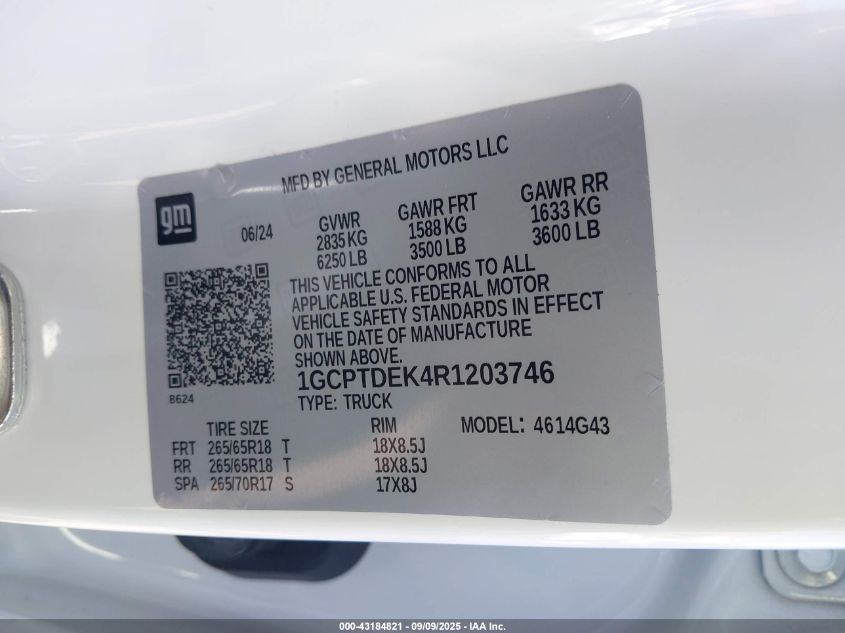 MFD BY GENERAL MOTORS LLC
gm
06/24
GVWR GAWR FRT GAWR RR
2835 KG 1588 KG 1633 KG
6250 LB 3500 LB 3600 LB
THIS VEHICLE CONFORMS TO ALL
APPLICABLE U.S. FEDERAL MOTOR
VEHICLE SAFETY STANDARDS IN EFFECT
ON THE DATE OF MANUFACTURE
SHOWN ABOVE.
8624
1GCPTDEK4R1203746
TYPE: TRUCK
TIRE SIZE RIM MODEL: 4614G43
FRT 265/65R18 T 18X8.5J
RR 265/65R18 T 18X8.5J
SPA 265/70R17 S 17X8J
000-43184821 - 09/09/2025 - IAA Inc.